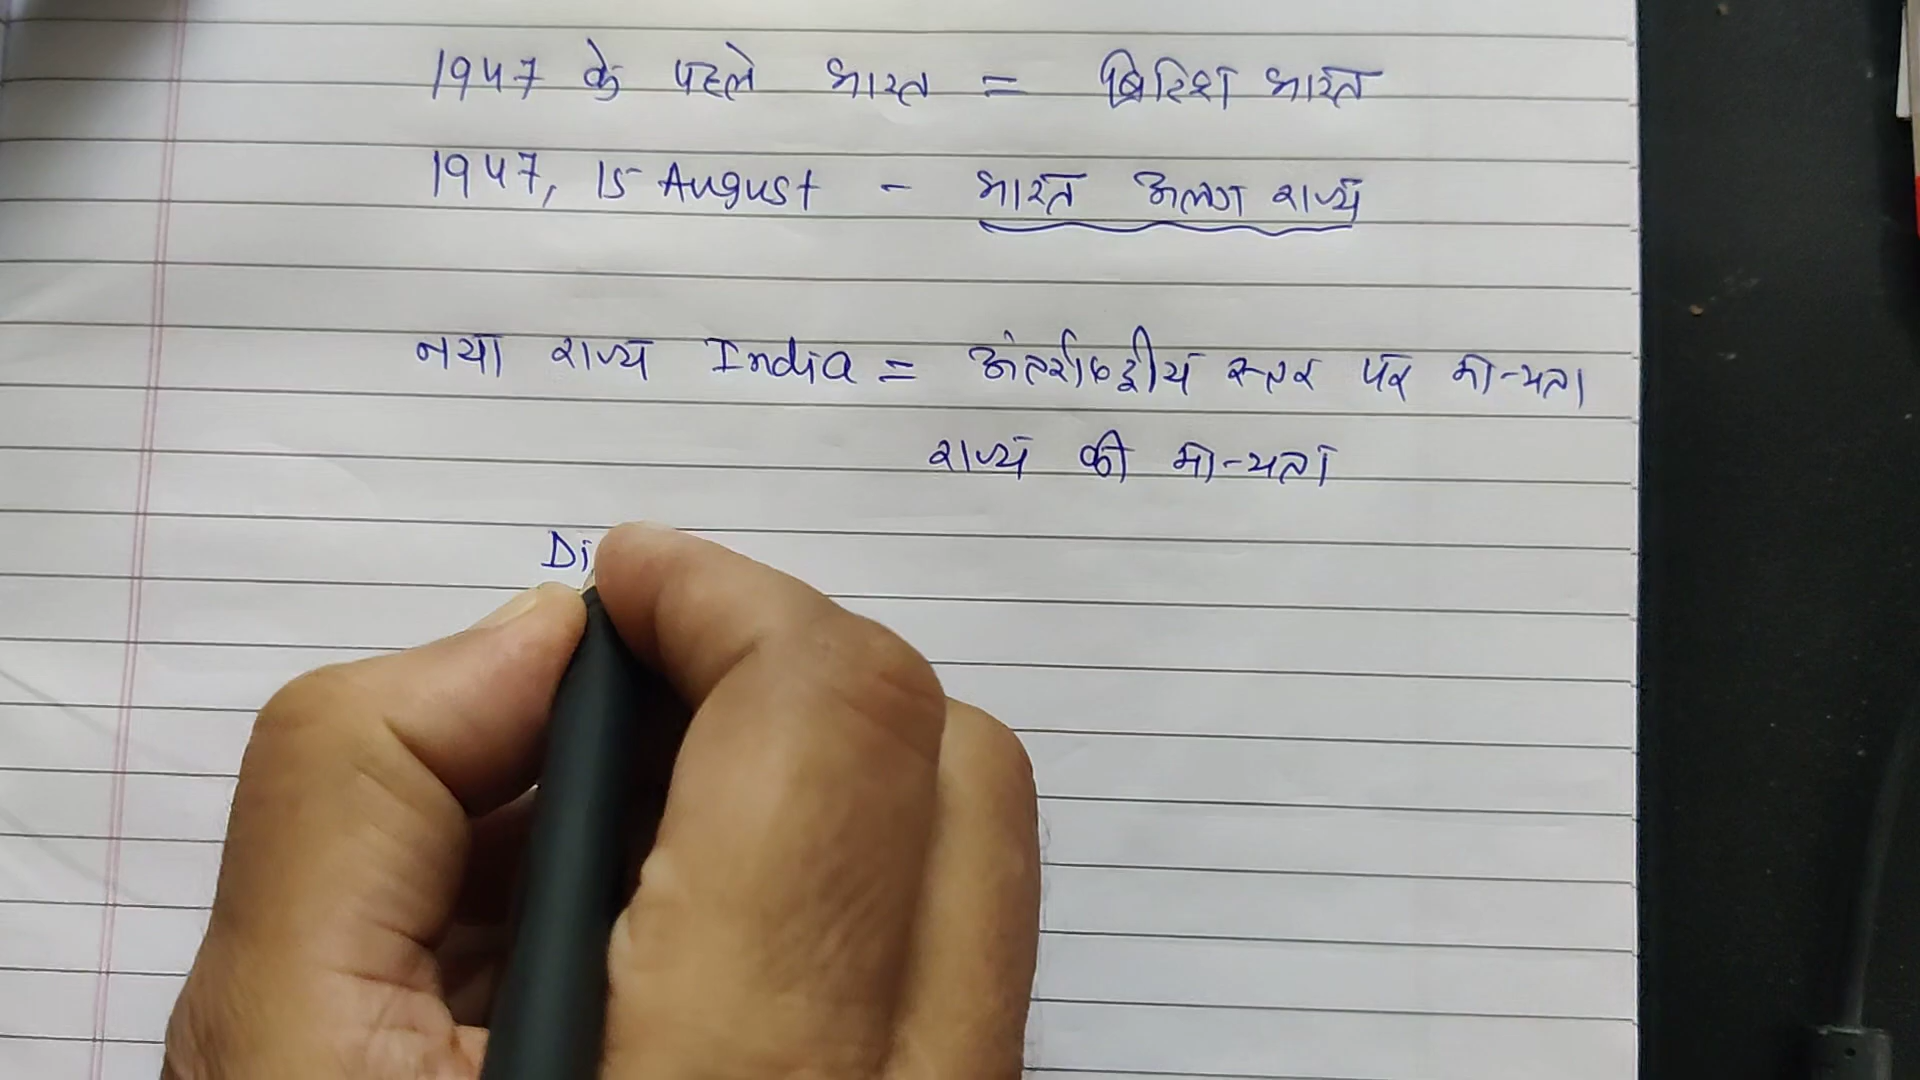 1947 के पहले भारत = ब्रिटिश भारत
1947, 15 August - भारत अलग राज्य
नया राज्य India = अंतर्राष्ट्रीय स्तर पर मान्यता
राज्य की मान्यता
Di